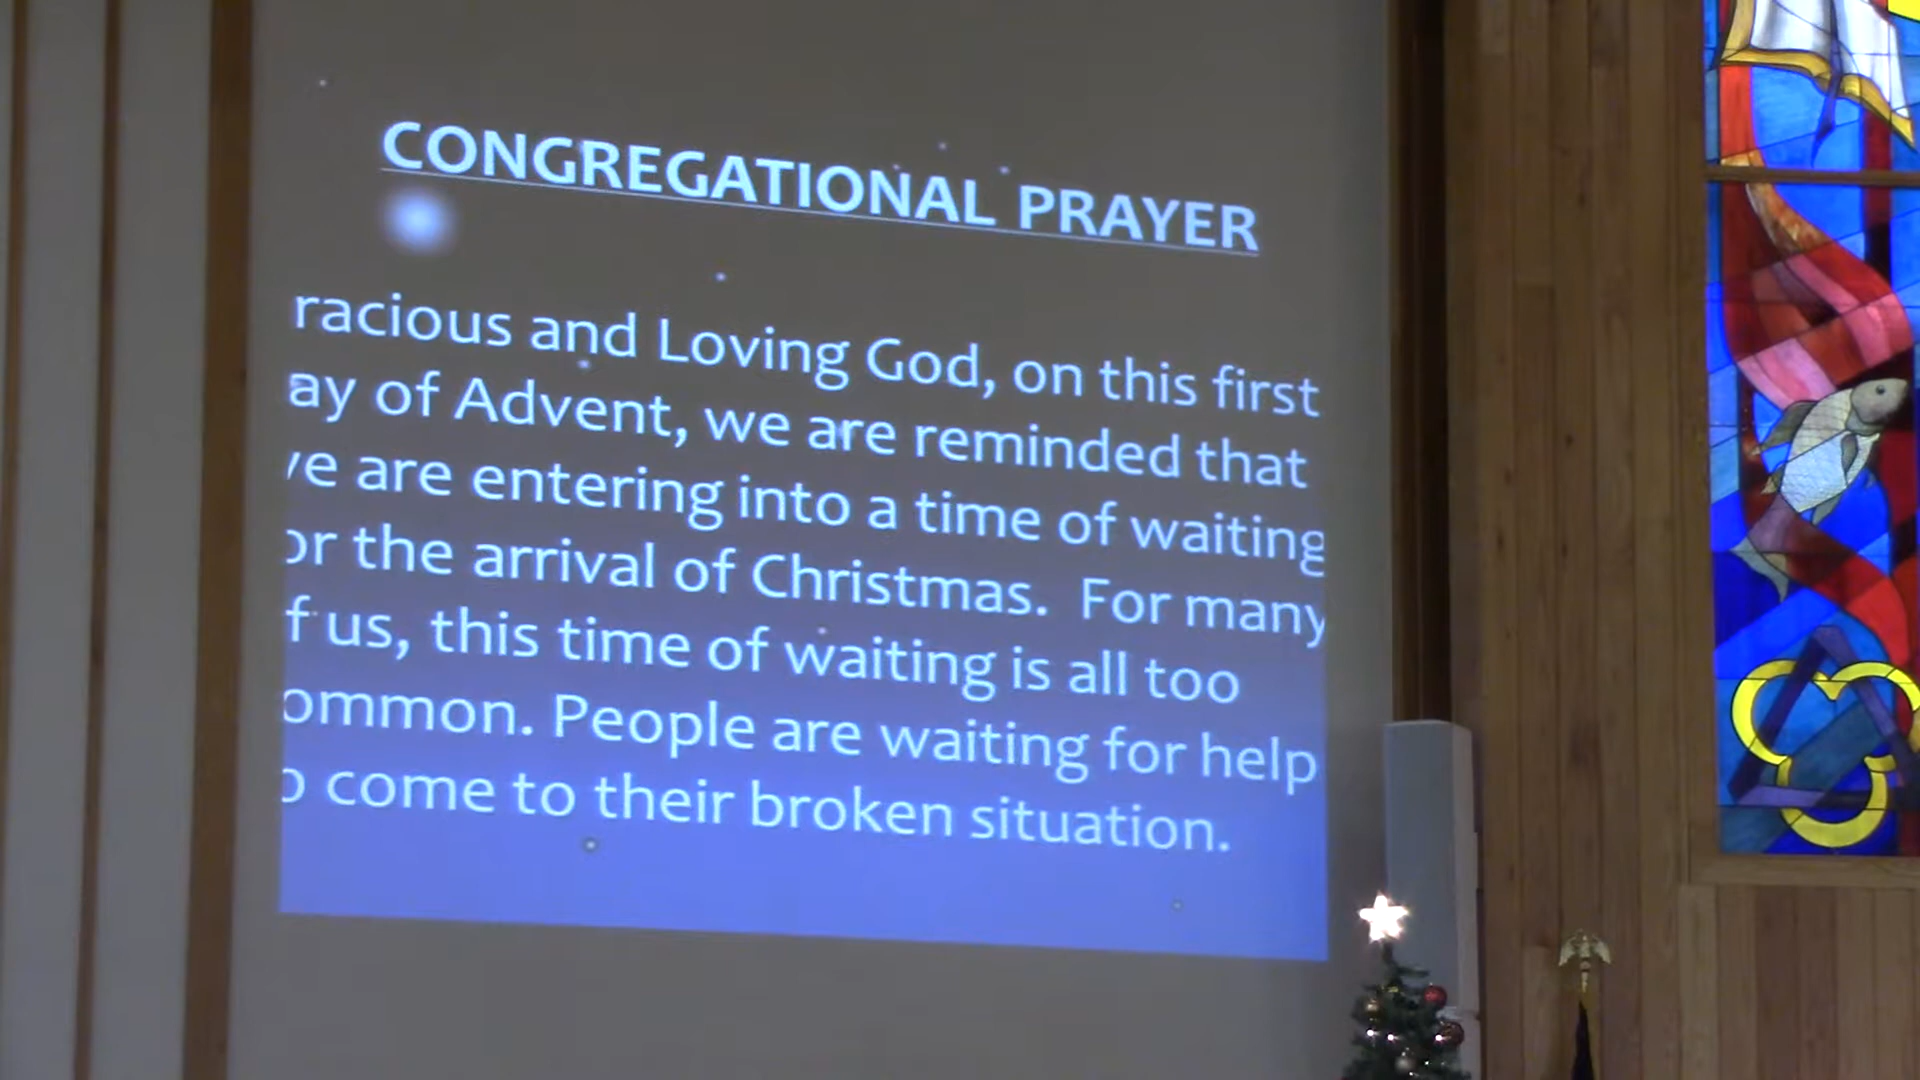 CONGREGATIONAL PRAYER
racious and Loving God, on this first
ay of Advent, we are reminded that
ve are entering into a time of waiting
or the arrival of Christmas. For many
f us, this time of waiting is all too
ommon. People are waiting for help
o come to their broken situation.